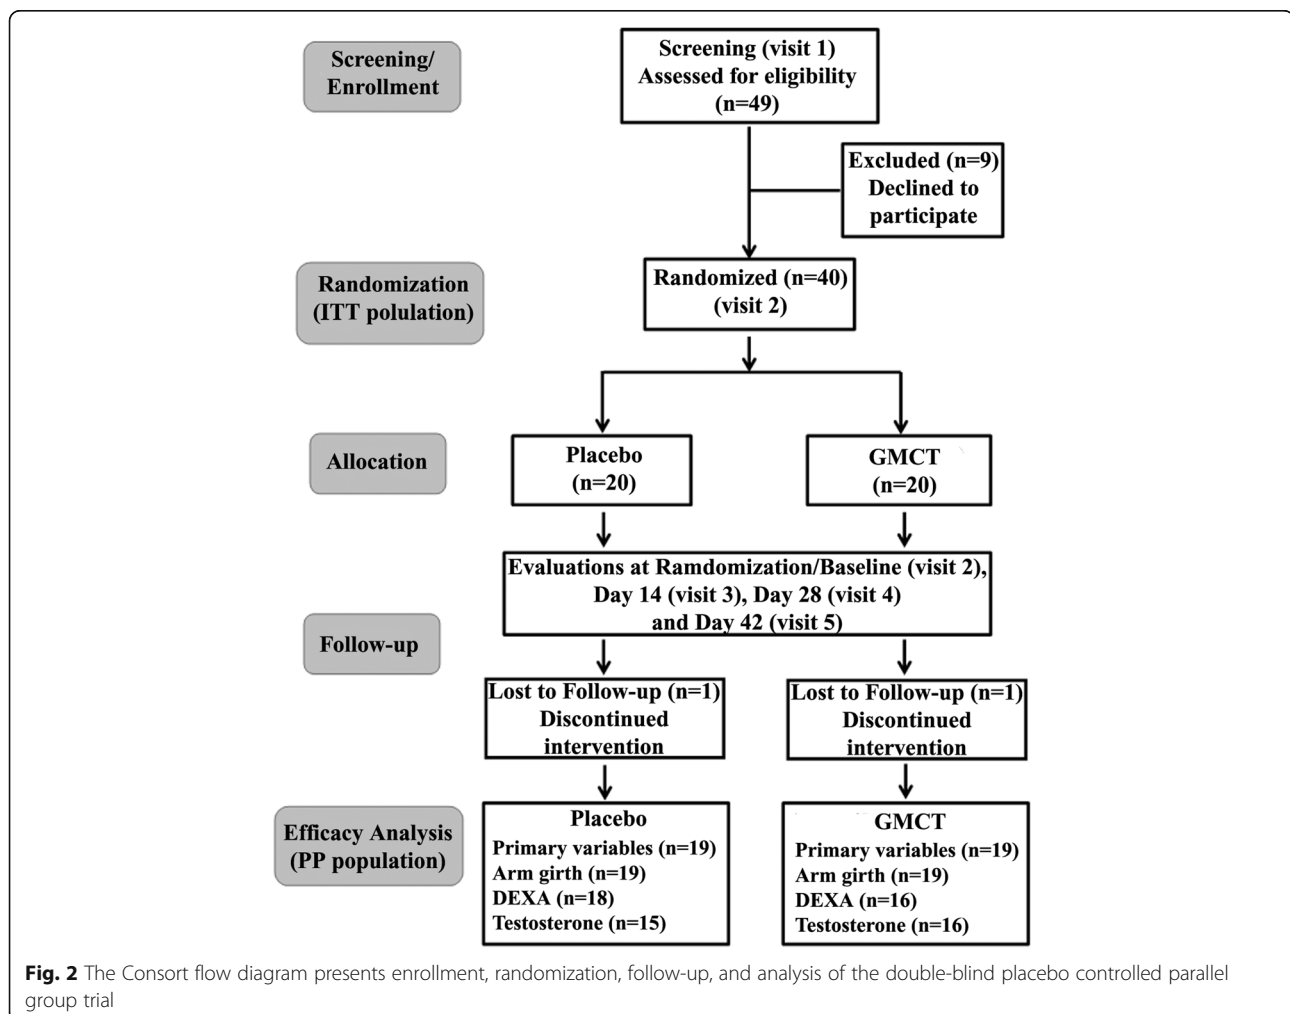 Screening/
Enrollment
Screening (visit 1)
Assessed for eligibility
(n=49)
Excluded (n=9)
Declined to
participate
Randomization
(ITT polulation)
Randomized (n=40)
(visit 2)
Allocation
Placebo
(n=20)
GMCT
(n=20)
Evaluations at Ramdomization/Baseline (visit 2),
Day 14 (visit 3), Day 28 (visit 4)
and Day 42 (visit 5)
Follow-up
Lost to Follow-up (n=1)
Discontinued
intervention
Lost to Follow-up (n=1)
Discontinued
intervention
Efficacy Analysis
(PP population)
Placebo
Primary variables (n=19)
Arm girth (n=19)
DEXA (n=18)
Testosterone (n=15)
GMCT
Primary variables (n=19)
Arm girth (n=19)
DEXA (n=16)
Testosterone (n=16)
Fig. 2 The Consort flow diagram presents enrollment, randomization, follow-up, and analysis of the double-blind placebo controlled parallel
group trial